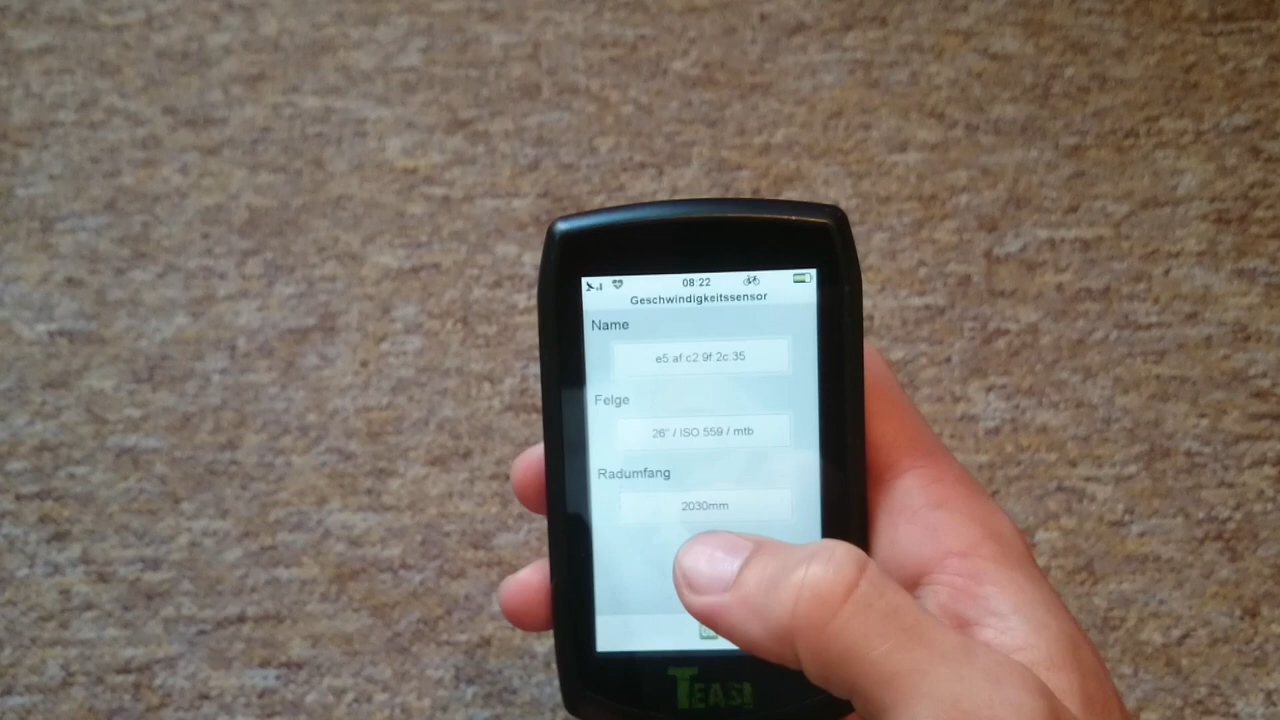 08:22
Geschwindigkeitssensor
Name
e5:af:c2:9f:2c:35
Felge
26" / ISO 559 / mtb
Radumfang
2030mm
TEASI